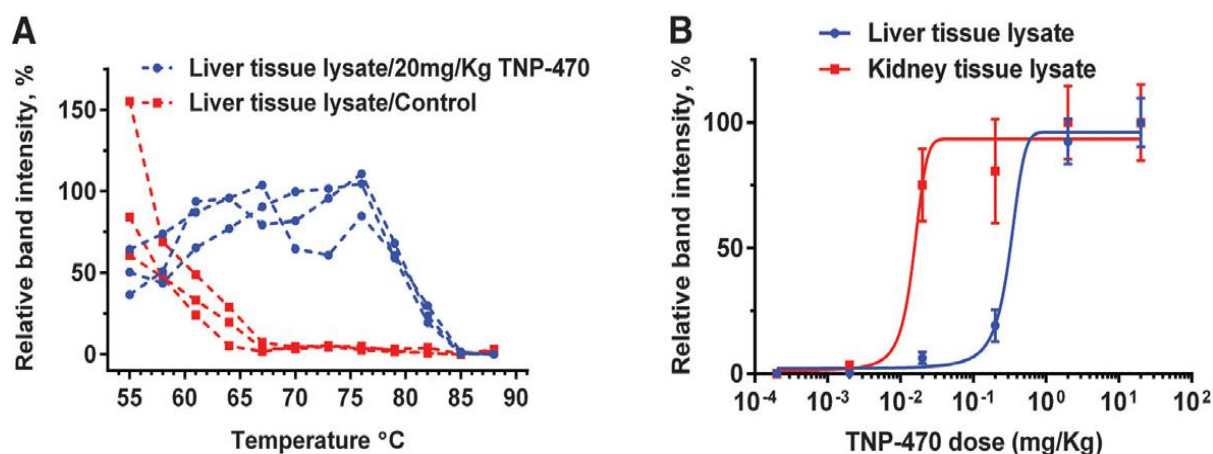 A
Liver tissue lysate/20mg/Kg TNP-470
Liver tissue lysate/Control
Relative band intensity, %
150
100
50
0
55 60 65 70 75 80 85 90
Temperature °C
B
Liver tissue lysate
Kidney tissue lysate
Relative band intensity, %
100
50
0
10⁻⁴ 10⁻³ 10⁻² 10⁻¹ 10⁰ 10¹ 10²
TNP-470 dose (mg/Kg)